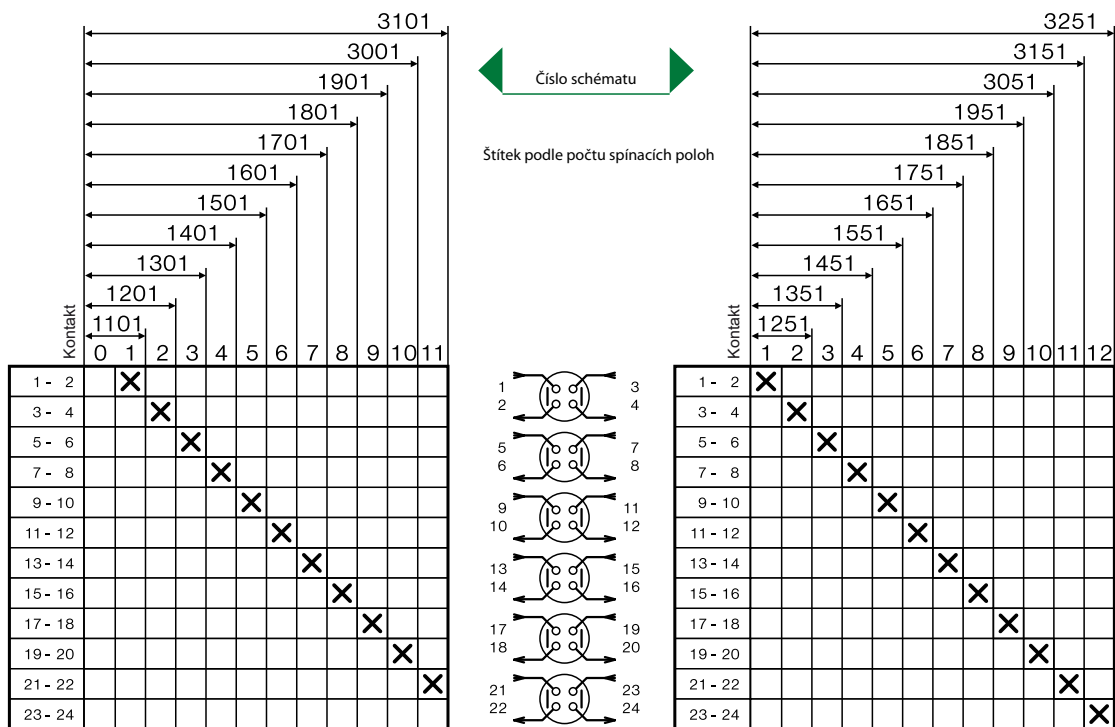 3101 3251
3001 3151
1901 3051
1801 1951
1701 1851
1601 1751
1501 1651
1401 1551
1301 1451
1201 1351
1101 1251
Číslo schématu
Štítek podle počtu spínacích poloh
Kontakt 0 1 2 3 4 5 6 7 8 9 10 11
1 - 2
3 - 4
5 - 6
7 - 8
9 - 10
11 - 12
13 - 14
15 - 16
17 - 18
19 - 20
21 - 22
23 - 24
1 3
2 4
5 7
6 8
9 11
10 12
13 15
14 16
17 19
18 20
21 23
22 24
Kontakt 1 2 3 4 5 6 7 8 9 10 11 12
1 - 2
3 - 4
5 - 6
7 - 8
9 - 10
11 - 12
13 - 14
15 - 16
17 - 18
19 - 20
21 - 22
23 - 24